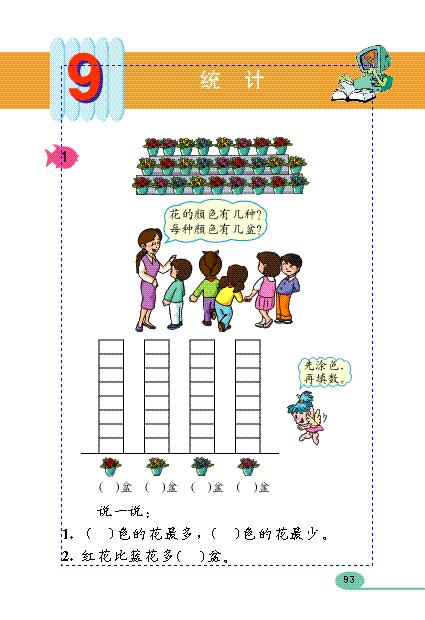 9
统 计
1
花的颜色有几种?
每种颜色有几盆?
先涂色，
再填数。
(  )盆 (  )盆 (  )盆 (  )盆
说一说：
1. (  )色的花最多，(  )色的花最少。
2. 红花比蓝花多(  )盆。
93